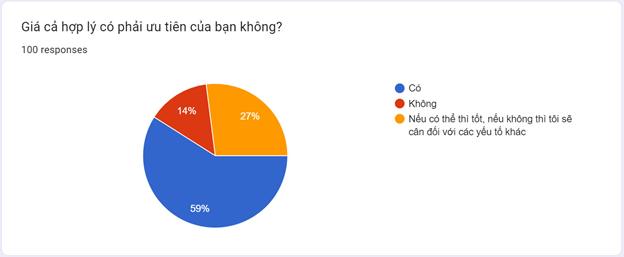 Giá cả hợp lý có phải ưu tiên của bạn không?
100 responses
Có
Không
Nếu có thể thì tốt, nếu không thì tôi sẽ
cân đối với các yếu tố khác
14%
27%
59%